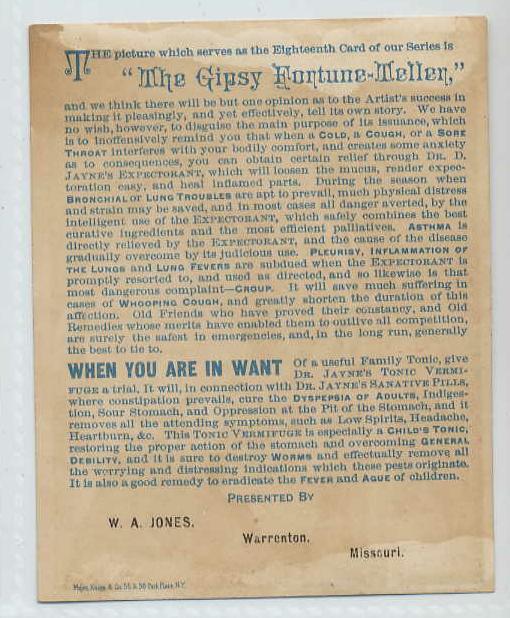 THE picture which serves as the Eighteenth Card of our Series is
"The Gipsy Fortune-Teller,"
and we think there will be but one opinion as to the Artist's success in
making it pleasingly, and yet effectively, tell its own story. We have
no wish, however, to disguise the main purpose of its issuance, which
is to inoffensively remind you that when a COLD, a COUGH, or a SORE
THROAT interferes with your bodily comfort, and creates some anxiety
as to consequences, you can obtain certain relief through DR. D.
JAYNE'S EXPECTORANT, which will loosen the mucus, render expec-
toration easy, and heal inflamed parts. During the season when
BRONCHIAL or LUNG TROUBLES are apt to prevail, much physical distress
and strain may be saved, and in most cases all danger averted, by the
intelligent use of the EXPECTORANT, which safely combines the best
curative ingredients and the most efficient palliatives. ASTHMA is
directly relieved by the EXPECTORANT, and the cause of the disease
gradually overcome by its judicious use. PLEURISY, INFLAMMATION OF
THE LUNGS and LUNG FEVERS are subdued when the EXPECTORANT is
promptly resorted to, and used as directed, and so likewise is that
most dangerous complaint—CROUP. It will save much suffering in
cases of WHOOPING COUGH, and greatly shorten the duration of this
affection. Old Friends who have proved their constancy, and Old
Remedies whose merits have enabled them to outlive all competition,
are surely the safest in emergencies, and, in the long run, generally
the best to tie to.
WHEN YOU ARE IN WANT Of a useful Family Tonic, give
DR. JAYNE'S TONIC VERMI-
FUGE a trial. It will, in connection with DR. JAYNE'S SANATIVE PILLS,
where constipation prevails, cure the DYSPEPSIA OF ADULTS, Indiges-
tion, Sour Stomach, and Oppression at the Pit of the Stomach, and it
removes all the attending symptoms, such as Low Spirits, Headache,
Heartburn, &c. This TONIC VERMIFUGE is especially a CHILD'S TONIC,
restoring the proper action of the stomach and overcoming GENERAL
DEBILITY, and it is sure to destroy WORMS and effectually remove all
the worrying and distressing indications which these pests originate.
It is also a good remedy to eradicate the FEVER and AGUE of children.
PRESENTED BY
W. A. JONES.
Warrenton,
Missouri.
Major, Knapp & Co. 56 & 58 Park Place, N.Y.